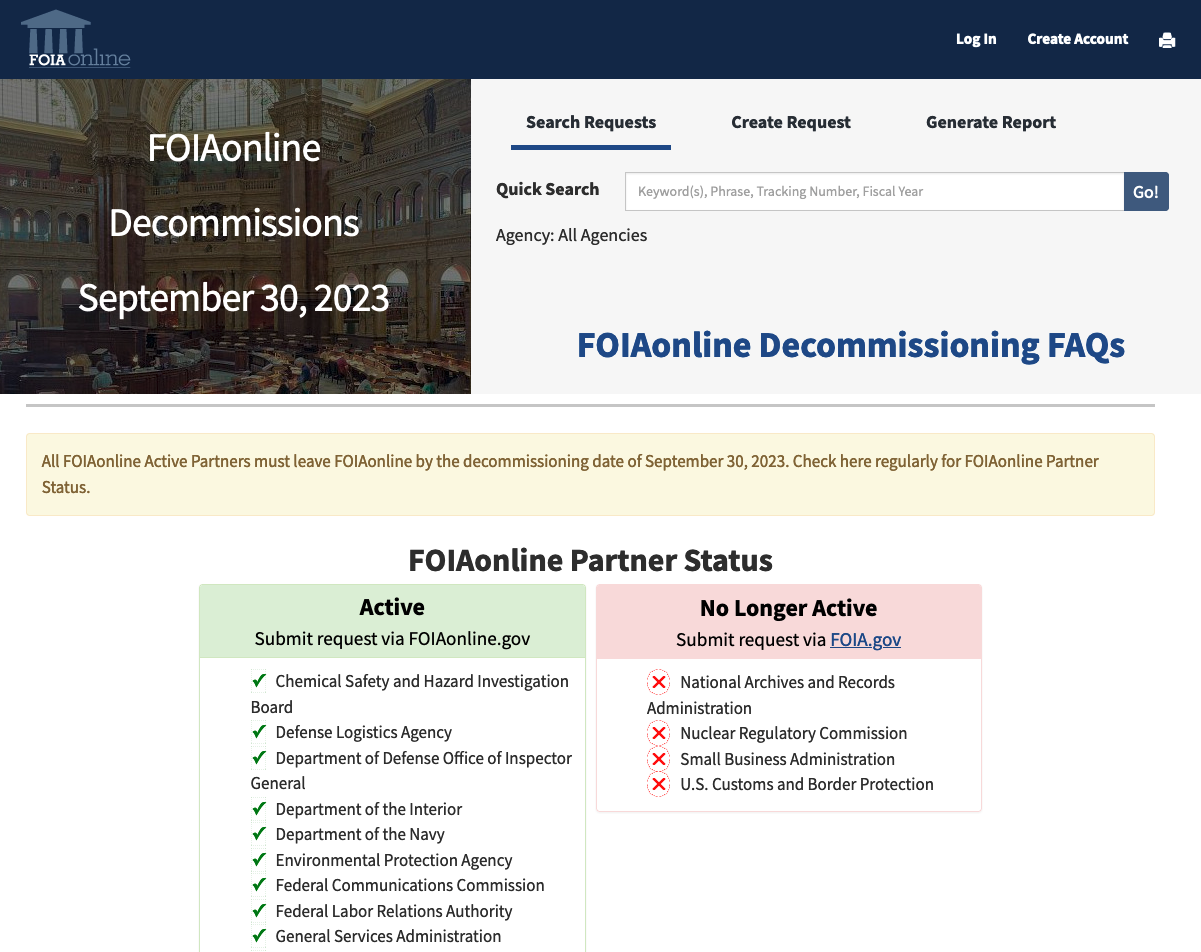 FOIAonline
Log In
Create Account
FOIAonline
Decommissions
September 30, 2023
Search Requests
Create Request
Generate Report
Quick Search
Keyword(s), Phrase, Tracking Number, Fiscal Year
Go!
Agency: All Agencies
FOIAonline Decommissioning FAQs
All FOIAonline Active Partners must leave FOIAonline by the decommissioning date of September 30, 2023. Check here regularly for FOIAonline Partner
Status.
FOIAonline Partner Status
Active
Submit request via FOIAonline.gov
Chemical Safety and Hazard Investigation
Board
Defense Logistics Agency
Department of Defense Office of Inspector
General
Department of the Interior
Department of the Navy
Environmental Protection Agency
Federal Communications Commission
Federal Labor Relations Authority
General Services Administration
No Longer Active
Submit request via FOIA.gov
National Archives and Records
Administration
Nuclear Regulatory Commission
Small Business Administration
U.S. Customs and Border Protection